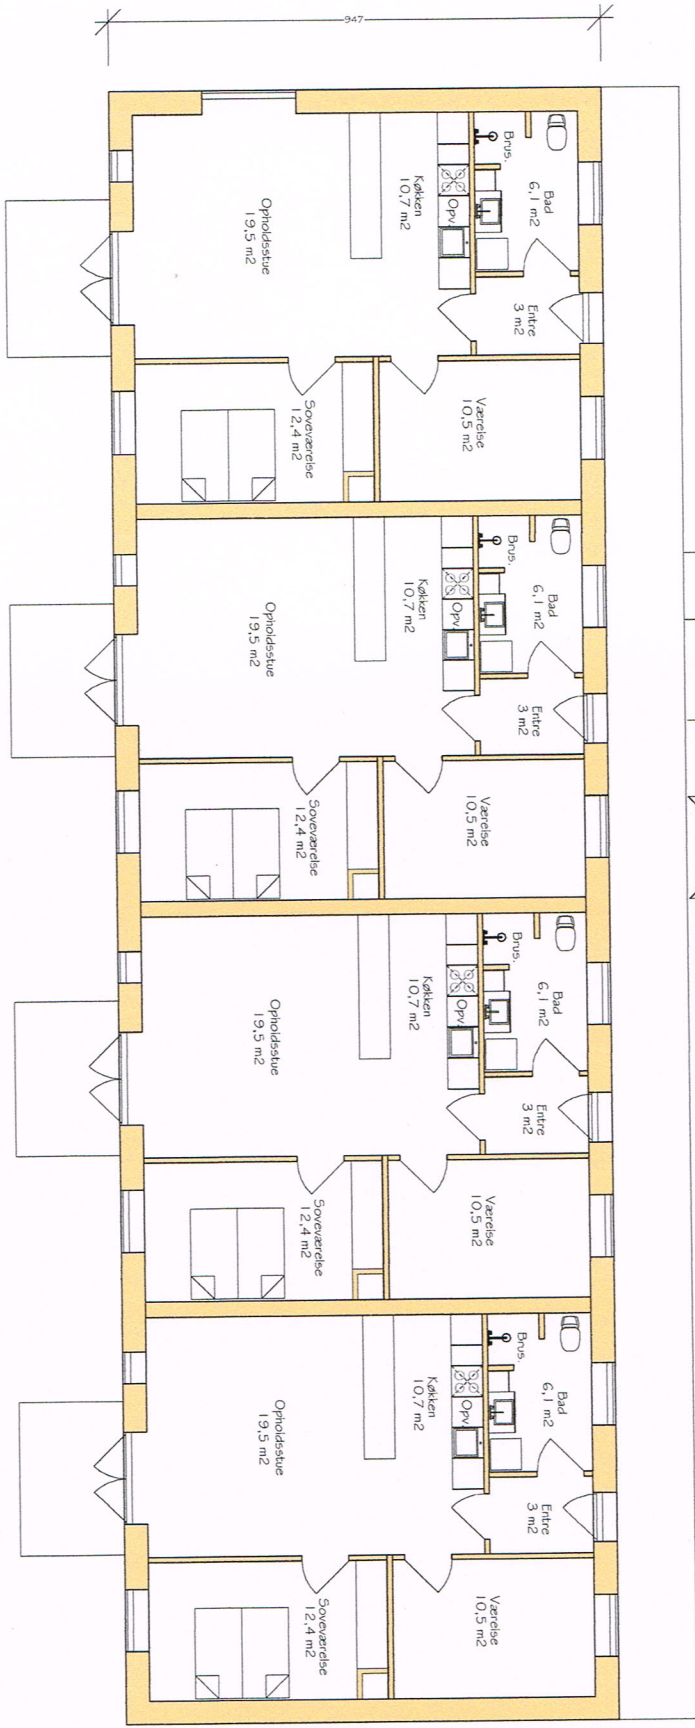 947
Brus.
Bad
6,1 m2
Køkken
10,7 m2
Opv.
Opholdsstue
19,5 m2
Entre
3 m2
Soveværelse
12,4 m2
Værelse
10,5 m2
Brus.
Bad
6,1 m2
Køkken
10,7 m2
Opv.
Opholdsstue
19,5 m2
Entre
3 m2
Soveværelse
12,4 m2
Værelse
10,5 m2
Brus.
Bad
6,1 m2
Køkken
10,7 m2
Opv.
Opholdsstue
19,5 m2
Entre
3 m2
Soveværelse
12,4 m2
Værelse
10,5 m2
Brus.
Bad
6,1 m2
Køkken
10,7 m2
Opv.
Opholdsstue
19,5 m2
Entre
3 m2
Soveværelse
12,4 m2
Værelse
10,5 m2